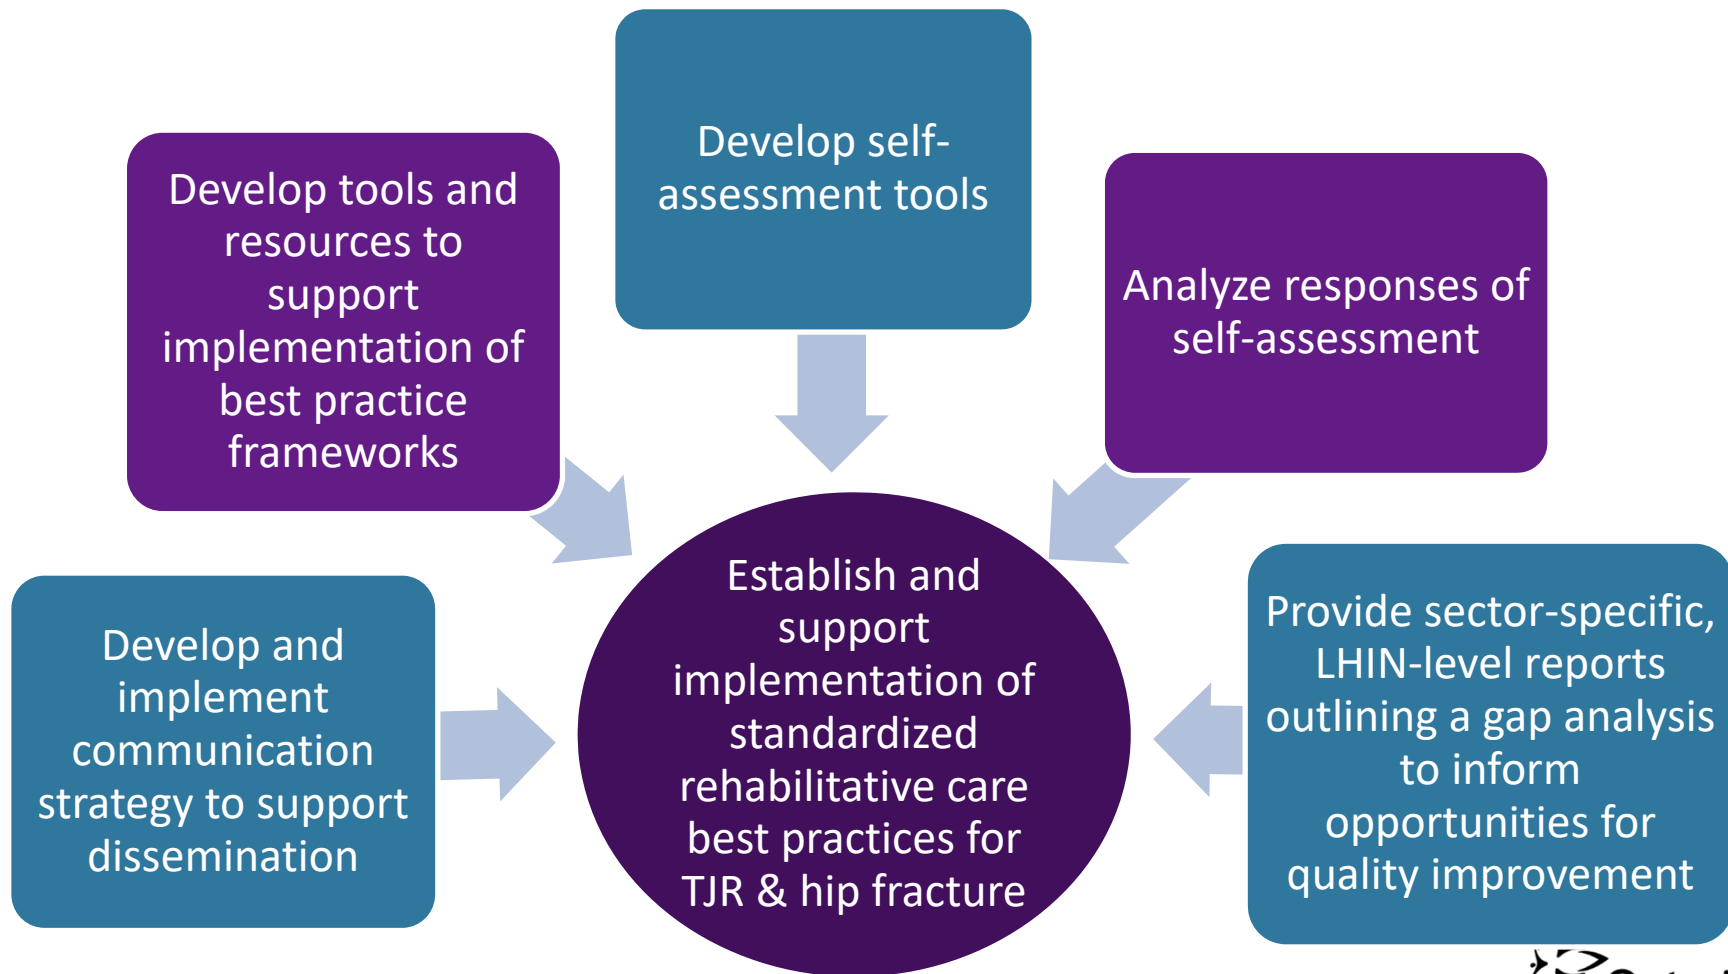 Develop self-
assessment tools
Develop tools and
resources to
support
implementation of
best practice
frameworks
Analyze responses of
self-assessment
Develop and
implement
communication
strategy to support
dissemination
Establish and
support
implementation of
standardized
rehabilitative care
best practices for
TJR & hip fracture
Provide sector-specific,
LHIN-level reports
outlining a gap analysis
to inform
opportunities for
quality improvement